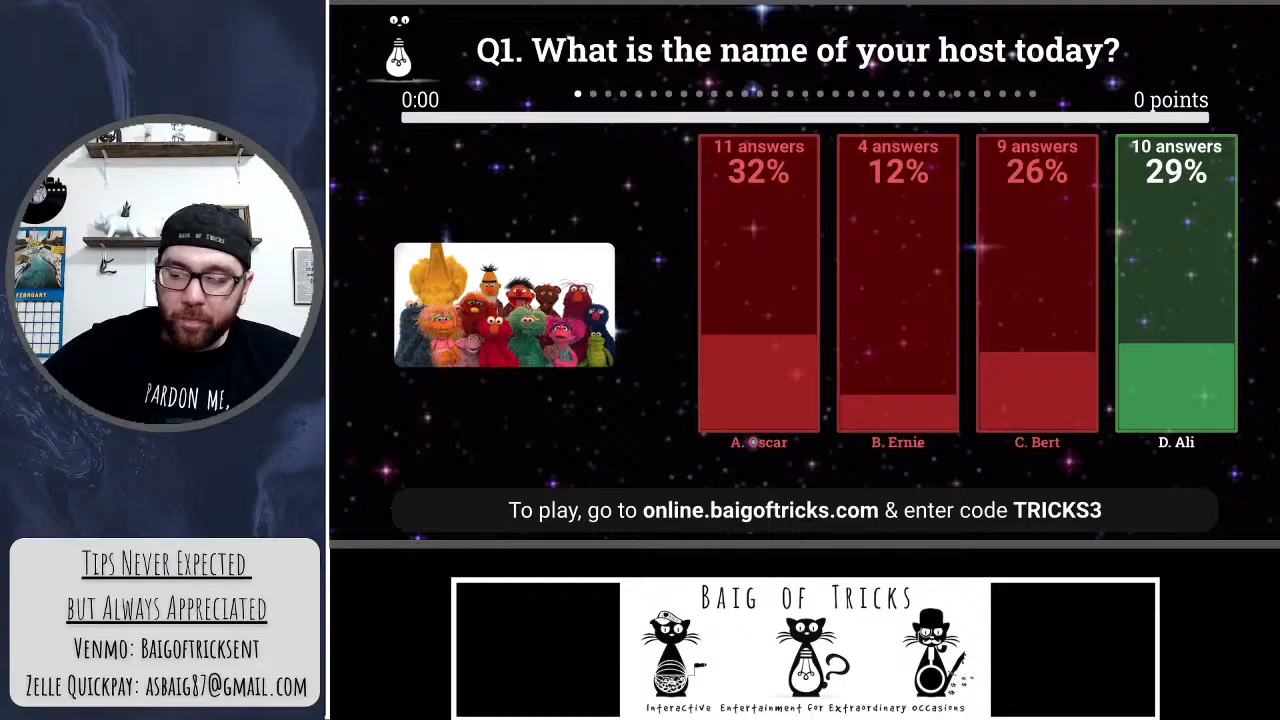 Q1. What is the name of your host today?
0:00
0 points
11 answers
32%
4 answers
12%
9 answers
26%
10 answers
29%
A. Oscar
B. Ernie
C. Bert
D. Ali
To play, go to online.baigoftricks.com & enter code TRICKS3
BAIG OF TRICKS
FEBRUARY
PARDON ME,
TIPS NEVER EXPECTED
BUT ALWAYS APPRECIATED
VENMO: BAIGOFTRICKSENT
ZELLE QUICKPAY: ASBAIG87@GMAIL.COM
BAIG OF TRICKS
Interactive Entertainment for Extraordinary occasions